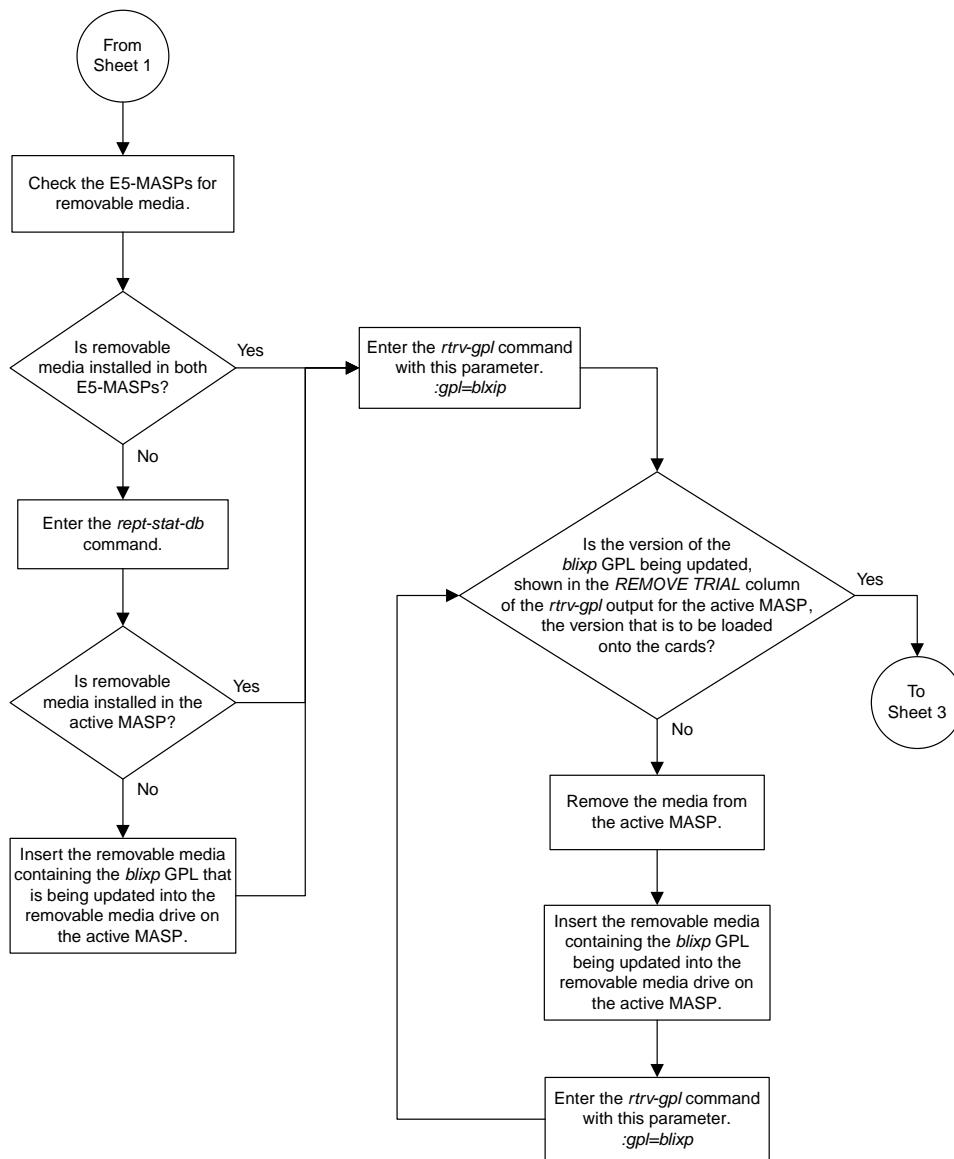 From
Sheet 1
Check the E5-MASPs for
removable media.
Is removable
media installed in both
E5-MASPs?
Yes
No
Enter the rept-stat-db
command.
Is removable
media installed in the
active MASP?
Yes
No
Insert the removable media
containing the blixp GPL that
is being updated into the
removable media drive on
the active MASP.
Enter the rtrv-gpl command
with this parameter.
:gpl=blxip
Is the version of the
blixp GPL being updated,
shown in the REMOVE TRIAL column
of the rtrv-gpl output for the active MASP,
the version that is to be loaded
onto the cards?
Yes
To
Sheet 3
No
Remove the media from
the active MASP.
Insert the removable media
containing the blixp GPL
being updated into the
removable media drive on
the active MASP.
Enter the rtrv-gpl command
with this parameter.
:gpl=blixp